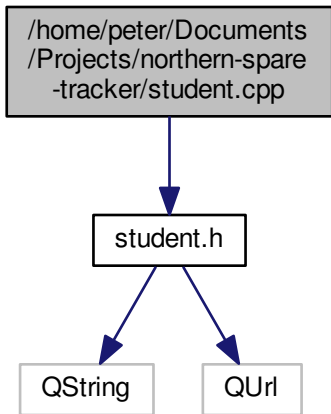 /home/peter/Documents
/Projects/northern-spare
-tracker/student.cpp
student.h
QString
QUrl